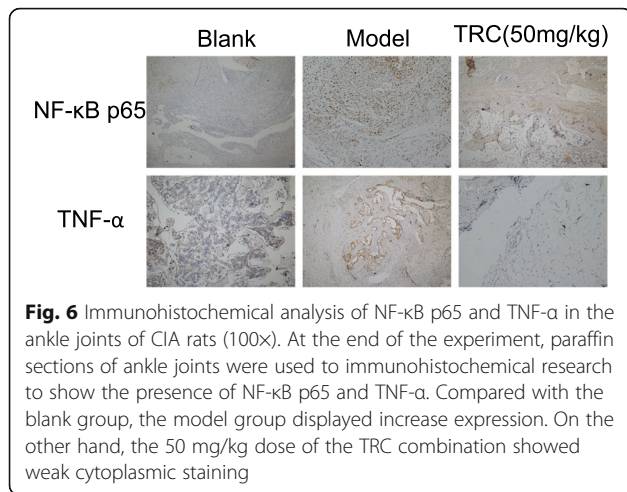 Blank Model TRC(50mg/kg)
NF-κB p65
TNF-α
Fig. 6 Immunohistochemical analysis of NF-κB p65 and TNF-α in the
ankle joints of CIA rats (100×). At the end of the experiment, paraffin
sections of ankle joints were used to immunohistochemical research
to show the presence of NF-κB p65 and TNF-α. Compared with the
blank group, the model group displayed increase expression. On the
other hand, the 50 mg/kg dose of the TRC combination showed
weak cytoplasmic staining